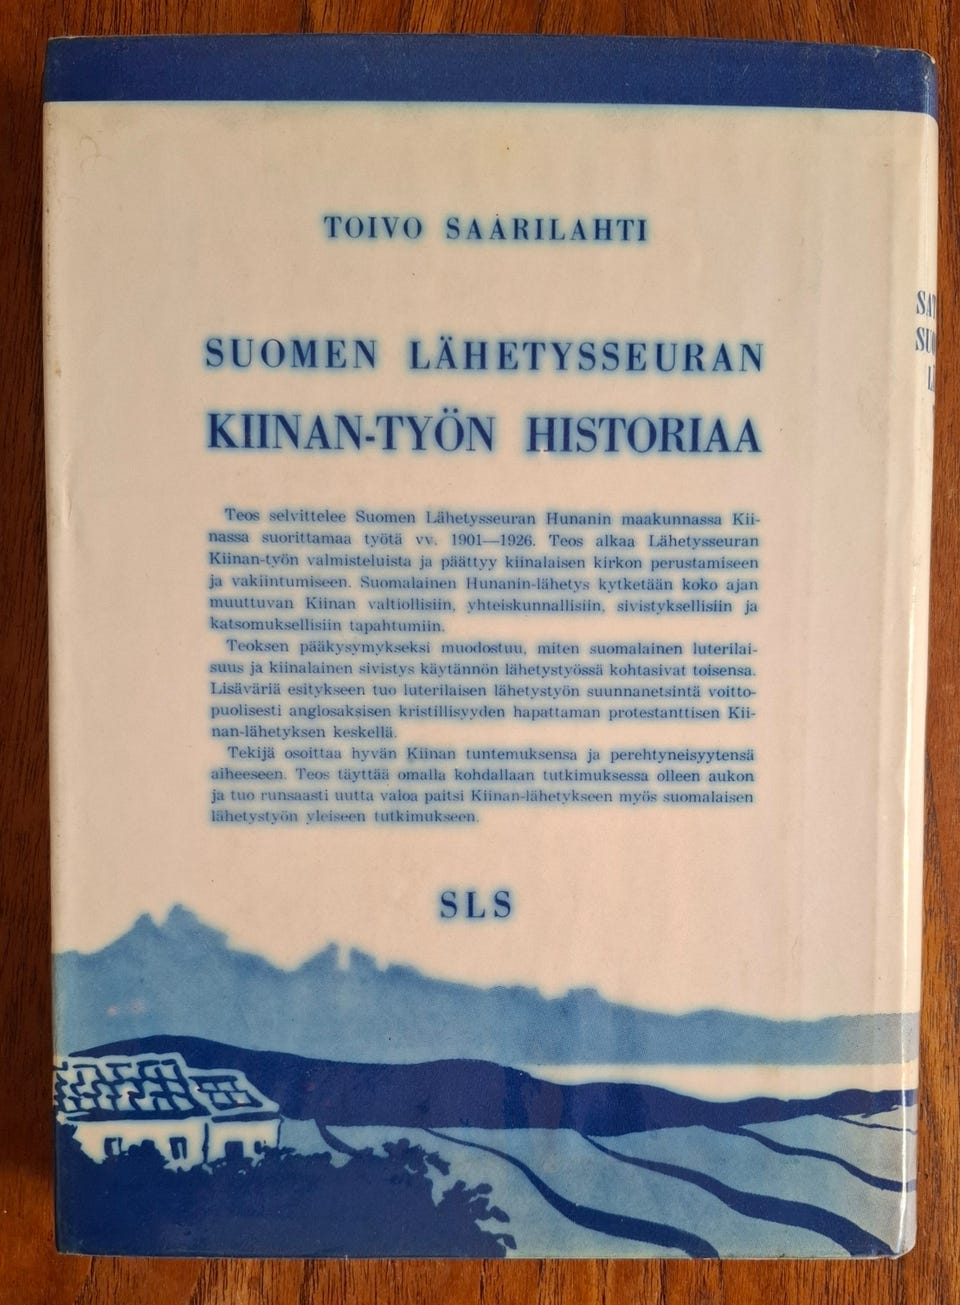 TOIVO SAARILAHTI
SUOMEN LÄHETYSSEURAN
KIINAN-TYÖN HISTORIAA
Teos selvittelee Suomen Lähetysseuran Hunanin maakunnassa Kii-
nassa suorittamaa työtä vv. 1901—1926. Teos alkaa Lähetysseuran
Kiinan-työn valmisteluista ja päättyy kiinalaisen kirkon perustamiseen
ja vakiintumiseen. Suomalainen Hunanin-lähetys kytketään koko ajan
muuttuvan Kiinan valtiollisiin, yhteiskunnallisiin, sivistyksellisiin ja
katsomuksellisiin tapahtumiin.
Teoksen pääkysymykseksi muodostuu, miten suomalainen luterilai-
suus ja kiinalainen sivistys käytännön lähetystyössä kohtasivat toisensa.
Lisäväriä esitykseen tuo luterilaisen lähetystyön suunnanetsintä voitto-
puolisesti anglosaksisen kristillisyyden hapattaman protestanttisen Kii-
nan-lähetyksen keskellä.
Tekijä osoittaa hyvän Kiinan tuntemuksensa ja perehtyneisyytensä
aiheeseen. Teos täyttää omalla kohdallaan tutkimuksessa olleen aukon
ja tuo runsaasti uutta valoa paitsi Kiinan-lähetykseen myös suomalaisen
lähetystyön yleiseen tutkimukseen.
SLS